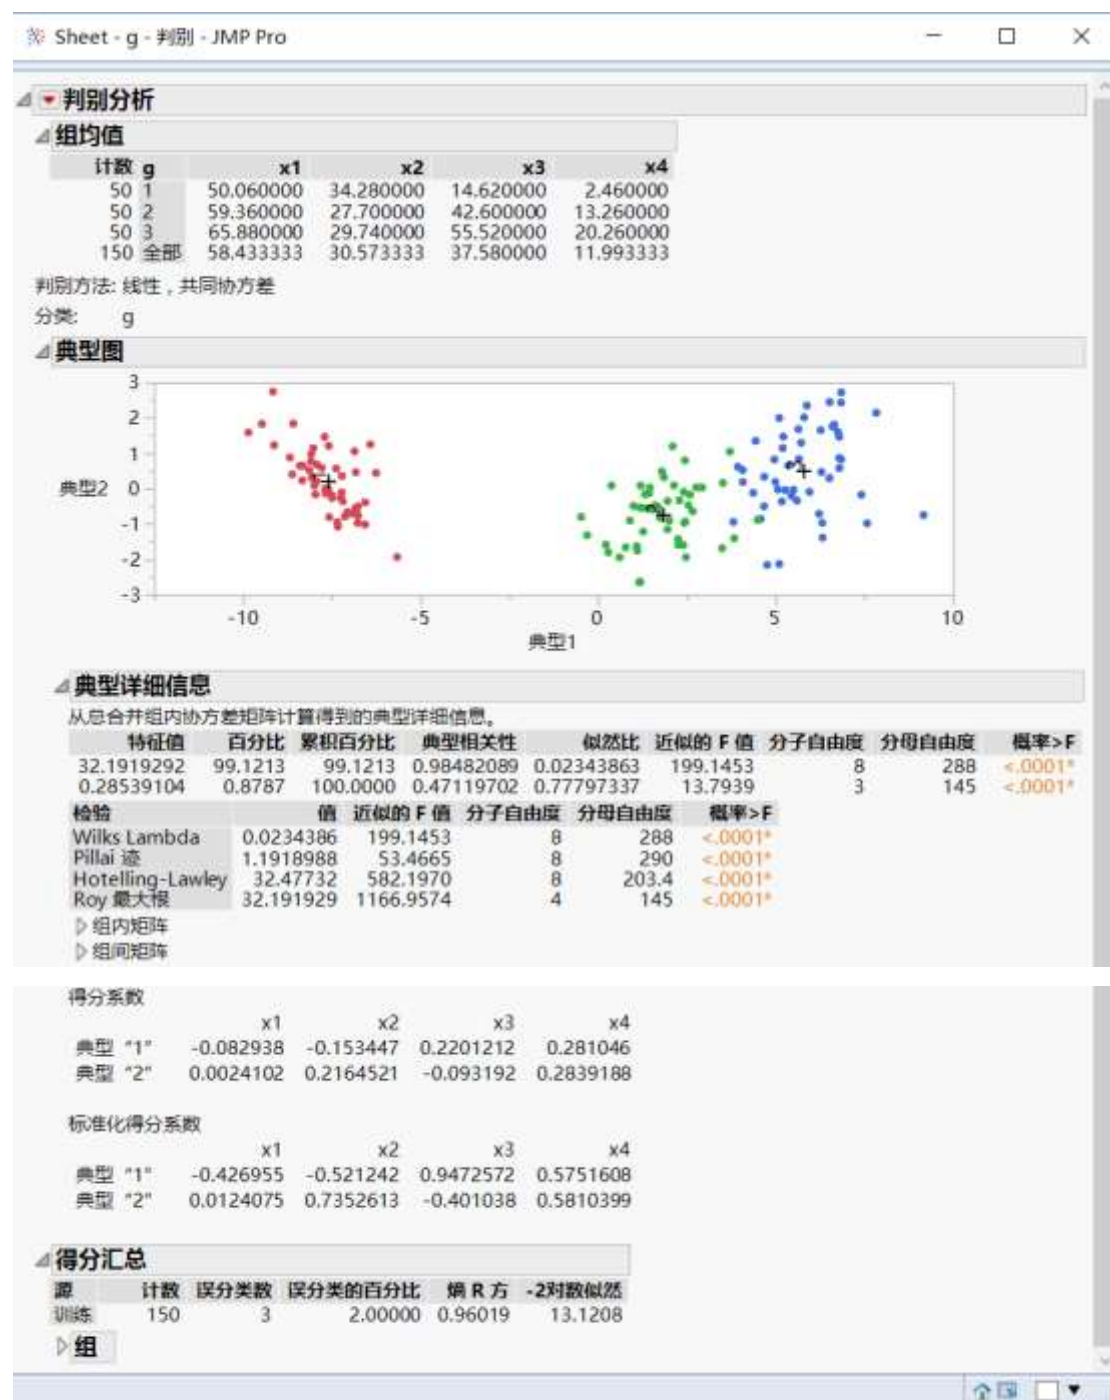 Sheet - g - 判别 - JMP Pro
判别分析
组均值
计数 g x1 x2 x3 x4
50 1 50.060000 34.280000 14.620000 2.460000
50 2 59.360000 27.700000 42.600000 13.260000
50 3 65.880000 29.740000 55.520000 20.260000
150 全部 58.433333 30.573333 37.580000 11.993333
判别方法: 线性，共同协方差
分类: g
典型图
3
2
1
典型2 0
-1
-2
-3
-10 -5 0 5 10
典型1
典型详细信息
从总合并组内协方差矩阵计算得到的典型详细信息。
特征值 百分比 累积百分比 典型相关性 似然比 近似的 F 值 分子自由度 分母自由度 概率>F
32.1919292 99.1213 99.1213 0.98482089 0.02343863 199.1453 8 288 <.0001*
0.28539104 0.8787 100.0000 0.47119702 0.77797337 13.7939 3 145 <.0001*
检验 值 近似的 F 值 分子自由度 分母自由度 概率>F
Wilks Lambda 0.0234386 199.1453 8 288 <.0001*
Pillai 迹 1.1918988 53.4665 8 290 <.0001*
Hotelling-Lawley 32.47732 582.1970 8 203.4 <.0001*
Roy 最大根 32.191929 1166.9574 4 145 <.0001*
组内矩阵
组间矩阵
得分系数
x1 x2 x3 x4
典型 "1" -0.082938 -0.153447 0.2201212 0.281046
典型 "2" 0.0024102 0.2164521 -0.093192 0.2839188
标准化得分系数
x1 x2 x3 x4
典型 "1" -0.426955 -0.521242 0.9472572 0.5751608
典型 "2" 0.0124075 0.7352613 -0.401038 0.5810399
得分汇总
源 计数 误分类数 误分类的百分比 熵 R 方 -2对数似然
训练 150 3 2.00000 0.96019 13.1208
组